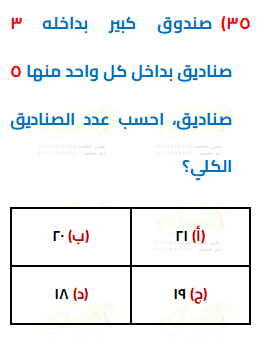 ٣٥) صندوق كبير بداخله ٣
صناديق بداخل كل واحد منها ٥
صناديق، احسب عدد الصناديق
الكلي؟
(أ) ٢١
(ب) ٢٠
(ج) ١٩
(د) ١٨